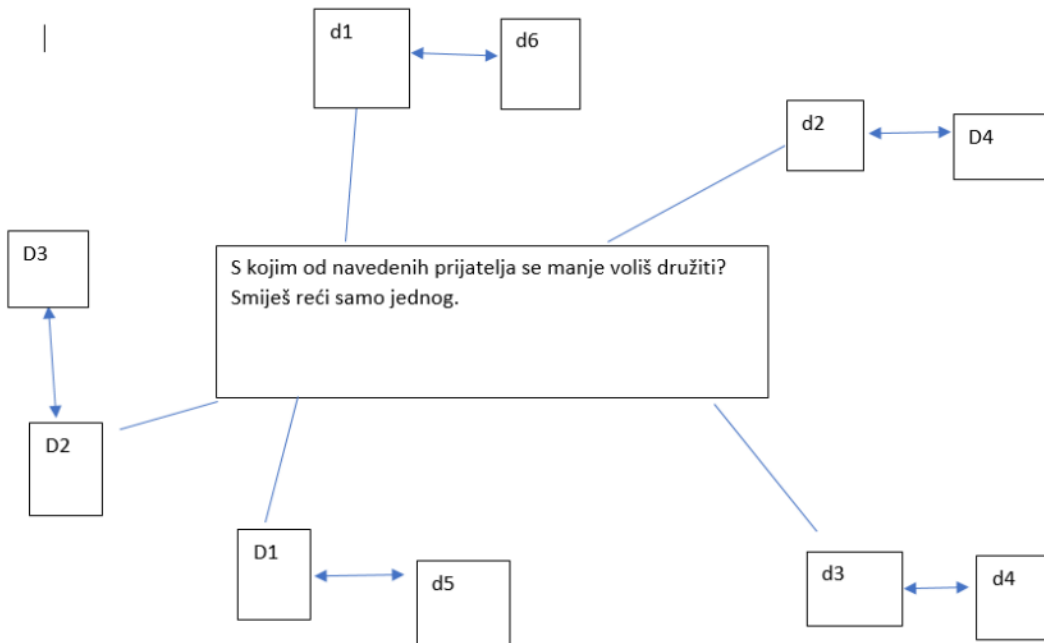 d1
d6
d2
D4
D3
S kojim od navedenih prijatelja se manje voliš družiti?
Smiješ reći samo jednog.
D2
D1
d5
d3
d4